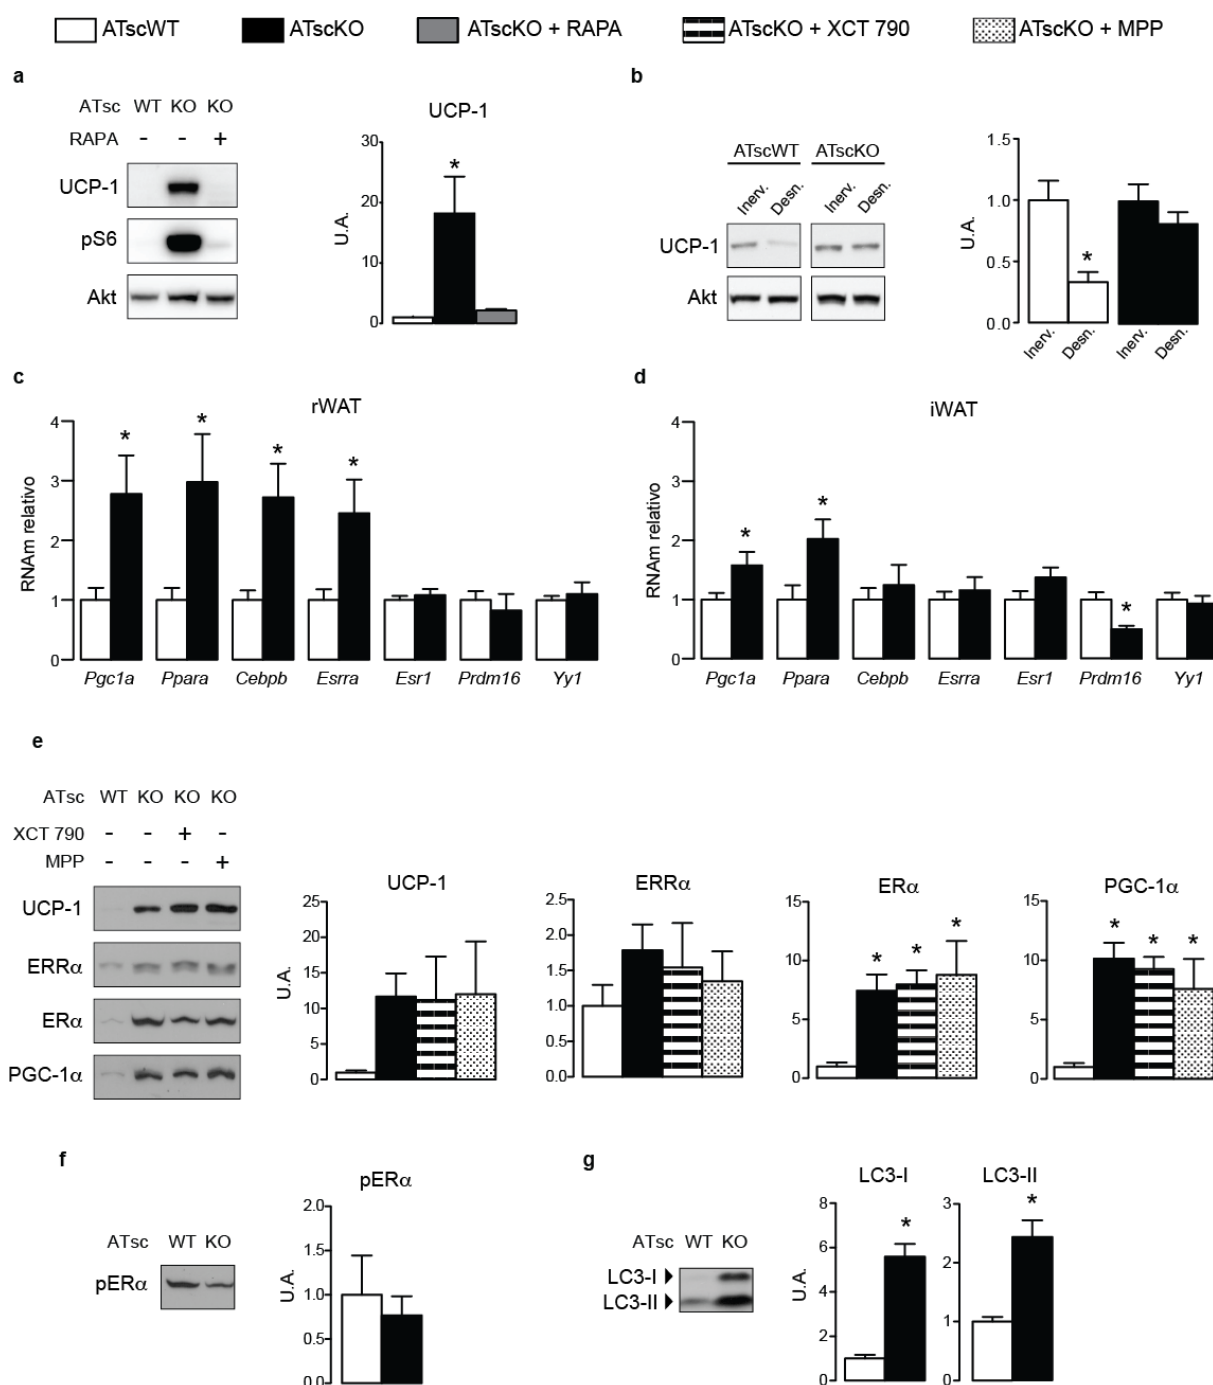 ATscWT ATscKO ATscKO + RAPA ATscKO + XCT 790 ATscKO + MPP
a
ATsc WT KO KO
RAPA - - +
UCP-1
pS6
Akt
UCP-1
U.A.
30
20
10
0
*
b
ATscWT ATscKO
Inerv. Desn. Inerv. Desn.
UCP-1
Akt
U.A.
1.5
1.0
0.5
0.0
*
Inerv. Desn. Inerv. Desn.
c
rWAT
RNAm relativo
4
3
2
1
0
* * * *
Pgc1a Ppara Cebpb Esrra Esr1 Prdm16 Yy1
d
iWAT
RNAm relativo
4
3
2
1
0
* * *
Pgc1a Ppara Cebpb Esrra Esr1 Prdm16 Yy1
e
ATsc WT KO KO KO
XCT 790 - - + -
MPP - - - +
UCP-1
ERRα
ERα
PGC-1α
UCP-1
U.A.
25
20
15
10
5
0
ERRα
2.5
2.0
1.5
1.0
0.5
0.0
ERα
15
10
5
0
* * *
PGC-1α
15
10
5
0
* * *
f
ATsc WT KO
pERα
pERα
U.A.
2.0
1.5
1.0
0.5
0.0
g
ATsc WT KO
LC3-I
LC3-II
LC3-I
U.A.
8
6
4
2
0
*
LC3-II
3
2
1
0
*